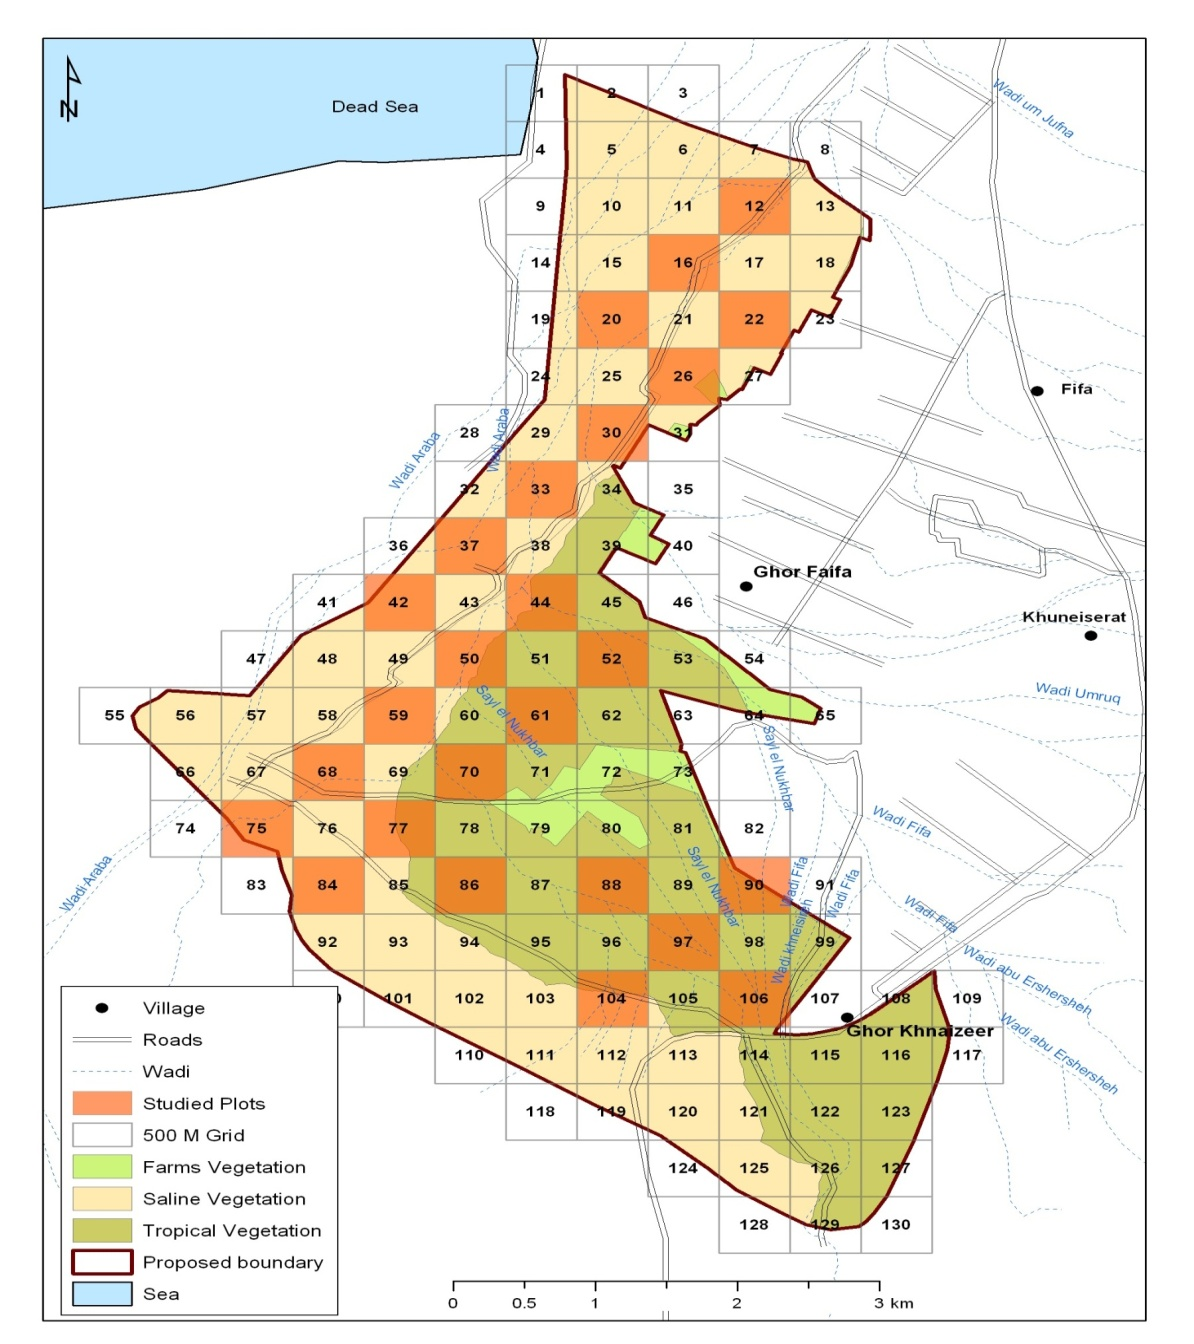 N
Dead Sea
Wadi um Jufna
1 2 3
4 5 6 7 8
9 10 11 12 13
14 15 16 17 18
19 20 21 22 23
24 25 26 27
Fifa
28 29 30 31
Wadi Araba
Wadi Araba
32 33 34 35
36 37 38 39 40
Ghor Faifa
41 42 43 44 45 46
Khuneiserat
47 48 49 50 51 52 53 54
Wadi Umruq
55 56 57 58 59 60 61 62 63 64 65
Sayl el Nukhbar
Sayl el Nukhbar
66 67 68 69 70 71 72 73
74 75 76 77 78 79 80 81 82
Wadi Fifa
Wadi Araba
83 84 85 86 87 88 89 90 91
Sayl el Nukhbar
Wadi Fifa
Wadi Fifa
Wadi Fifa
92 93 94 95 96 97 98 99
Wadi khneisireh
Wadi abu Ershersheh
101 102 103 104 105 106 107 108 109
Ghor Khnaizeer
Wadi abu Ershersheh
110 111 112 113 114 115 116 117
118 119 120 121 122 123
124 125 126 127
128 129 130
Village
Roads
Wadi
Studied Plots
500 M Grid
Farms Vegetation
Saline Vegetation
Tropical Vegetation
Proposed boundary
Sea
0 0.5 1 2 3 km